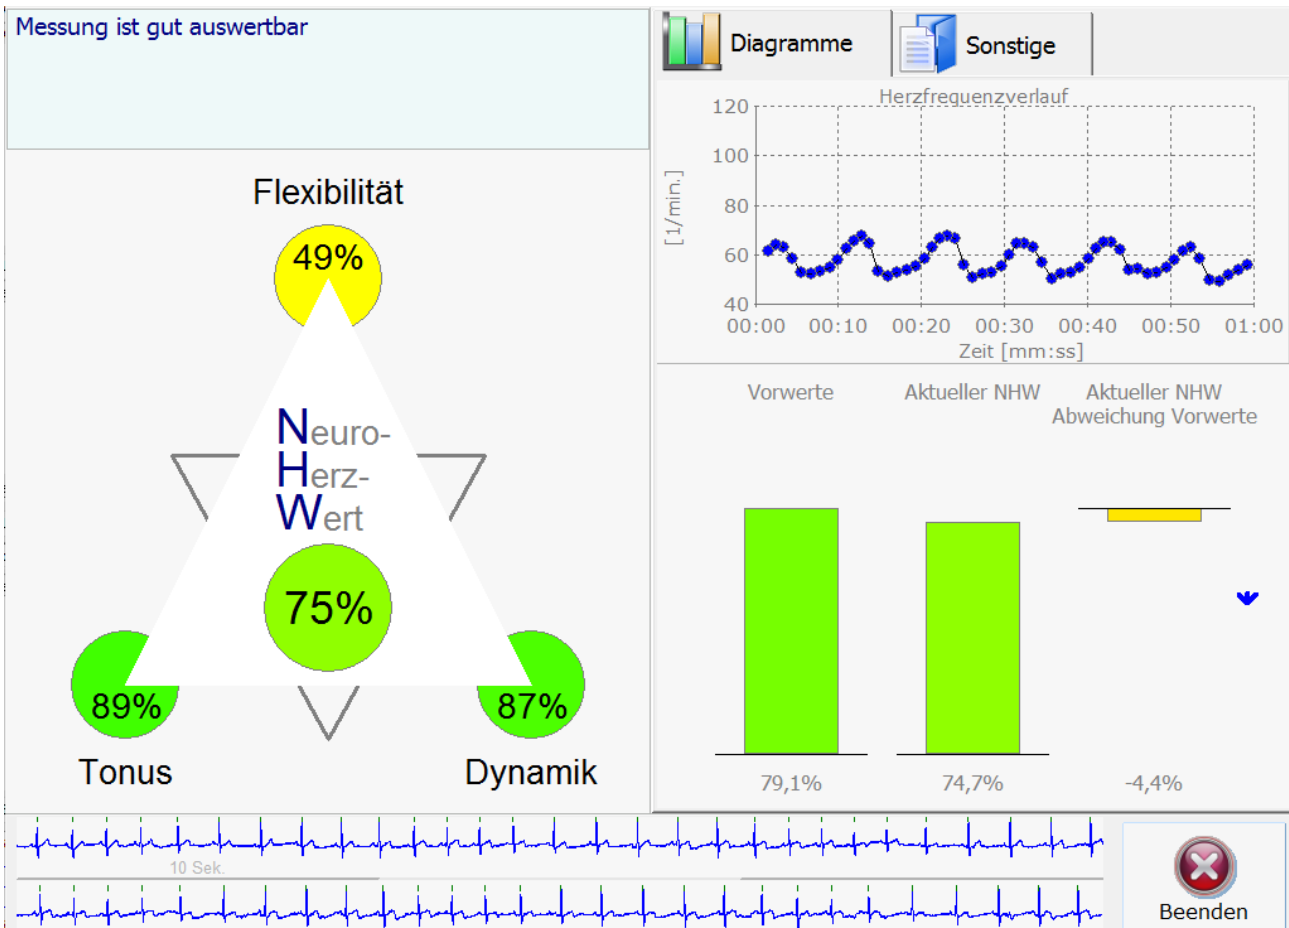 Messung ist gut auswertbar
Flexibilität
49%
Neuro-
Herz-
Wert
75%
89%
87%
Tonus
Dynamik
Diagramme
Sonstige
Herzfrequenzverlauf
[1/min.]
120
100
80
60
40
00:00 00:10 00:20 00:30 00:40 00:50 01:00
Zeit [mm:ss]
Vorwerte
Aktueller NHW
Aktueller NHW
Abweichung Vorwerte
79,1%
74,7%
-4,4%
10 Sek.
Beenden